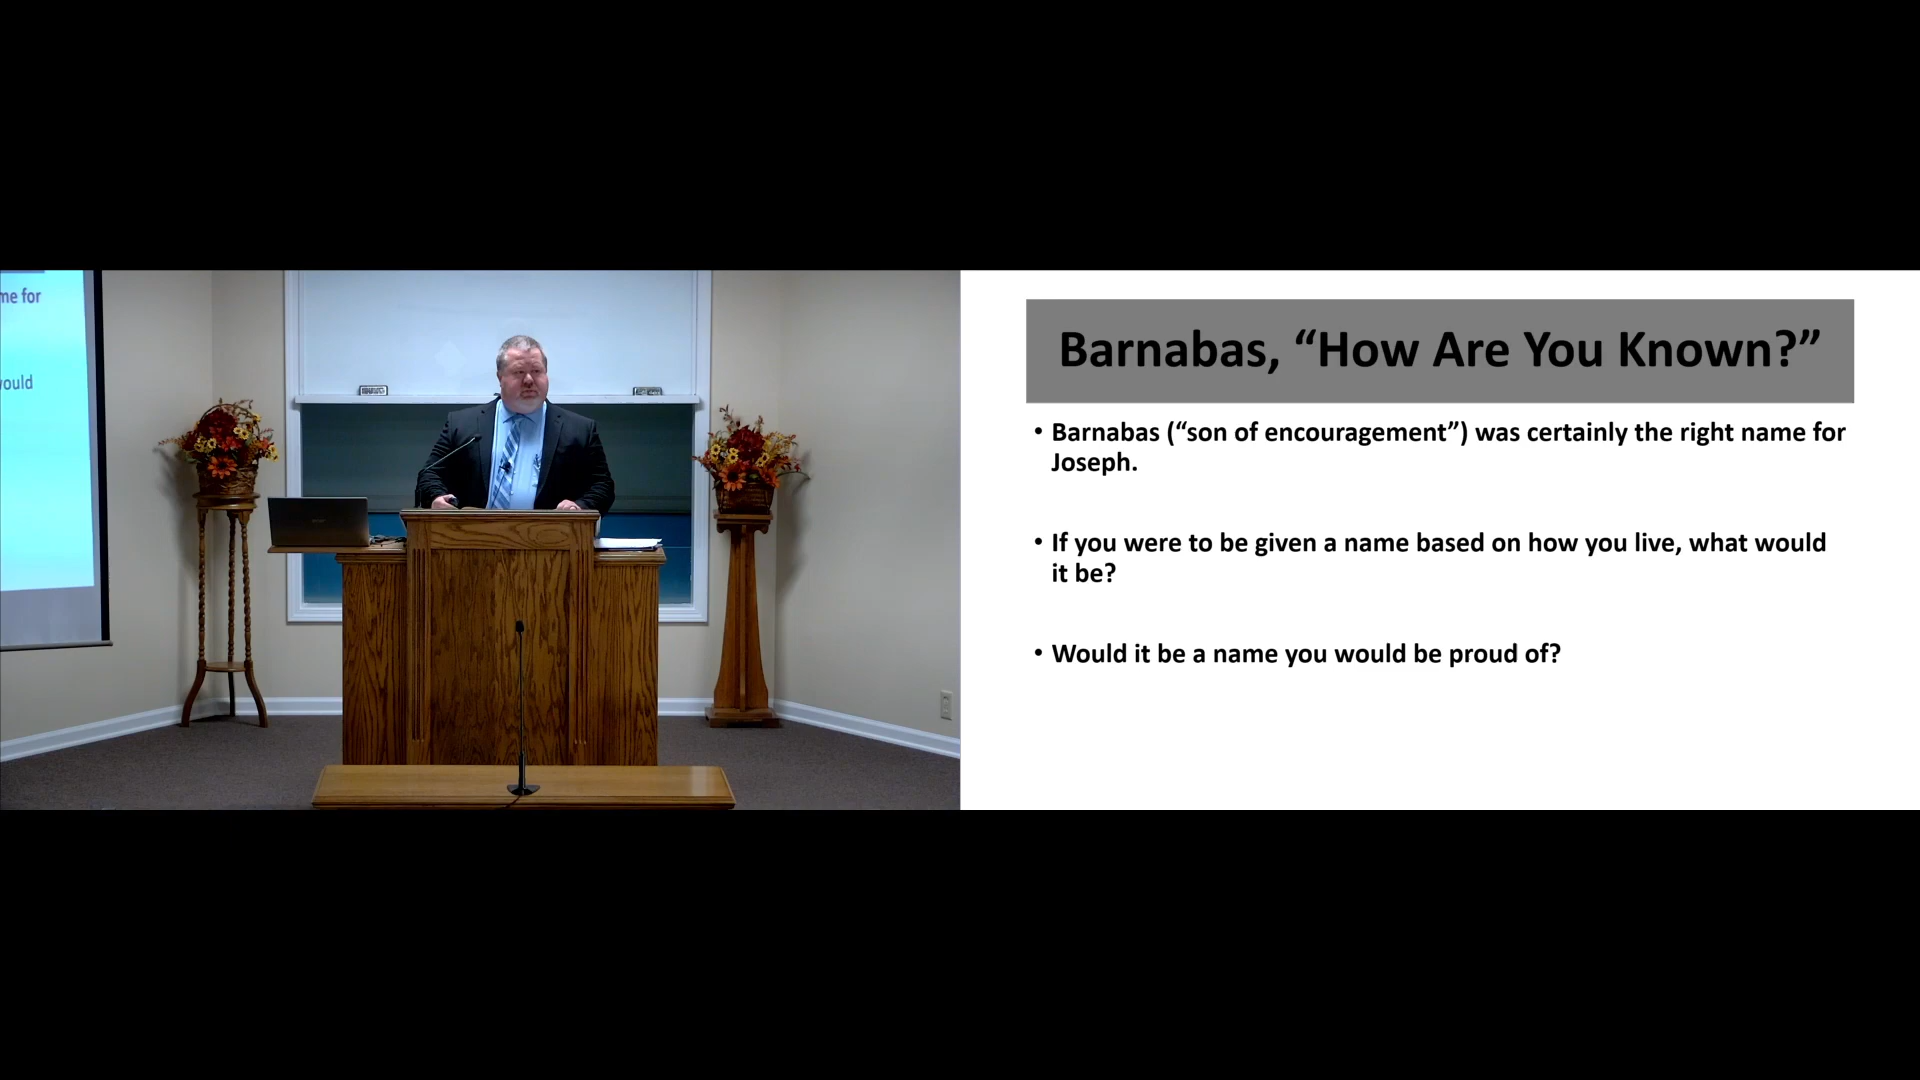 me for
would
Barnabas, “How Are You Known?”
• Barnabas (“son of encouragement”) was certainly the right name for
Joseph.
• If you were to be given a name based on how you live, what would
it be?
• Would it be a name you would be proud of?